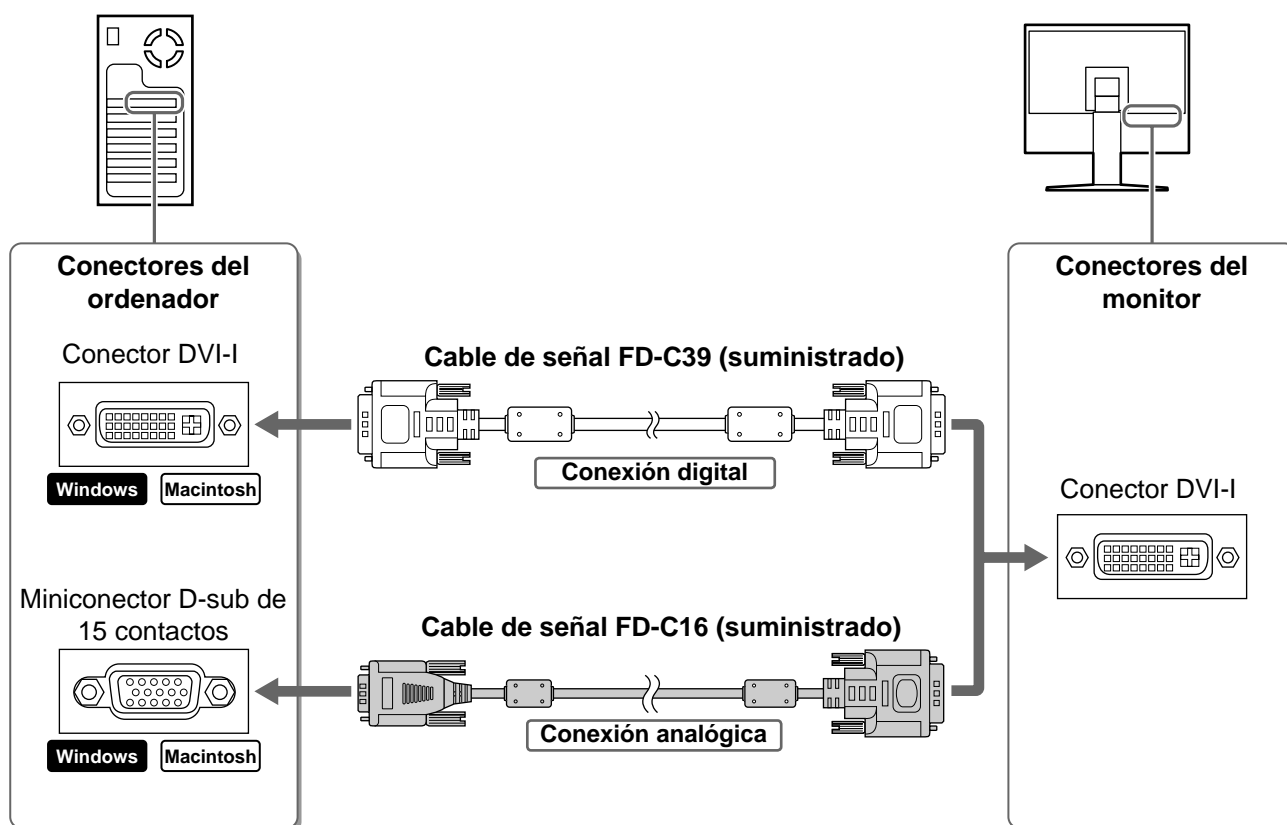 Conectores del
ordenador
Conector DVI-I
Windows Macintosh
Miniconector D-sub de
15 contactos
Windows Macintosh
Cable de señal FD-C39 (suministrado)
Conexión digital
Cable de señal FD-C16 (suministrado)
Conexión analógica
Conectores del
monitor
Conector DVI-I